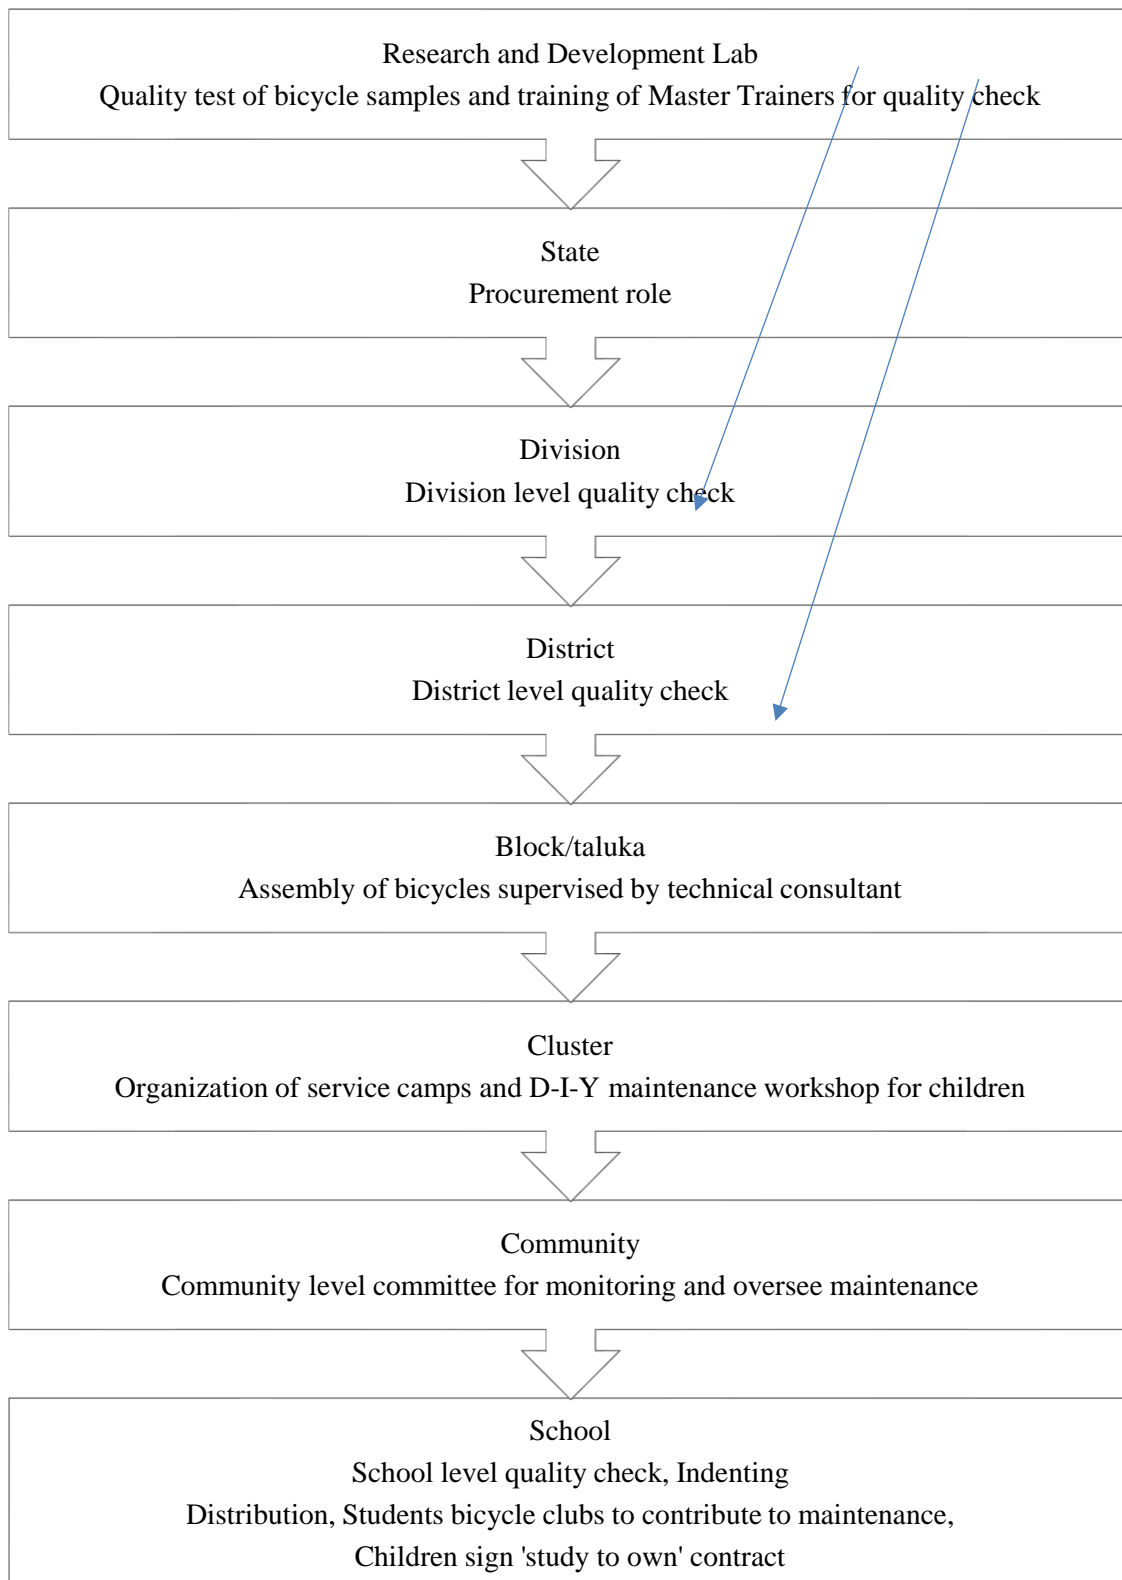 Research and Development Lab
Quality test of bicycle samples and training of Master Trainers for quality check
State
Procurement role
Division
Division level quality check
District
District level quality check
Block/taluka
Assembly of bicycles supervised by technical consultant
Cluster
Organization of service camps and D-I-Y maintenance workshop for children
Community
Community level committee for monitoring and oversee maintenance
School
School level quality check, Indenting
Distribution, Students bicycle clubs to contribute to maintenance,
Children sign 'study to own' contract